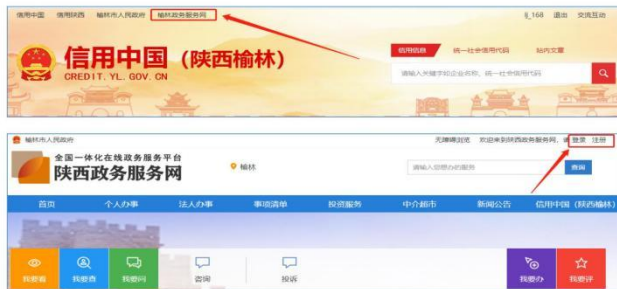 信用中国 信用陕西 榆林市人民政府 榆林政务服务网 退出 交流互动
信用中国（陕西榆林）
CREDIT. YL. GOV. CN
信用信息 统一社会信用代码 站内文章
请输入关键字如企业名称、统一社会信用代码
榆林市人民政府 无障碍浏览 欢迎来到陕西政务服务网，请 登录 注册
全国一体化在线政务服务平台
陕西政务服务网 榆林 请输入您想办的服务 查询
首页 个人办事 法人办事 事项清单 投资服务 中介超市 新闻公告 信用中国（陕西榆林）
我要看 我要查 我要问 咨询 投诉 我要办 我要评